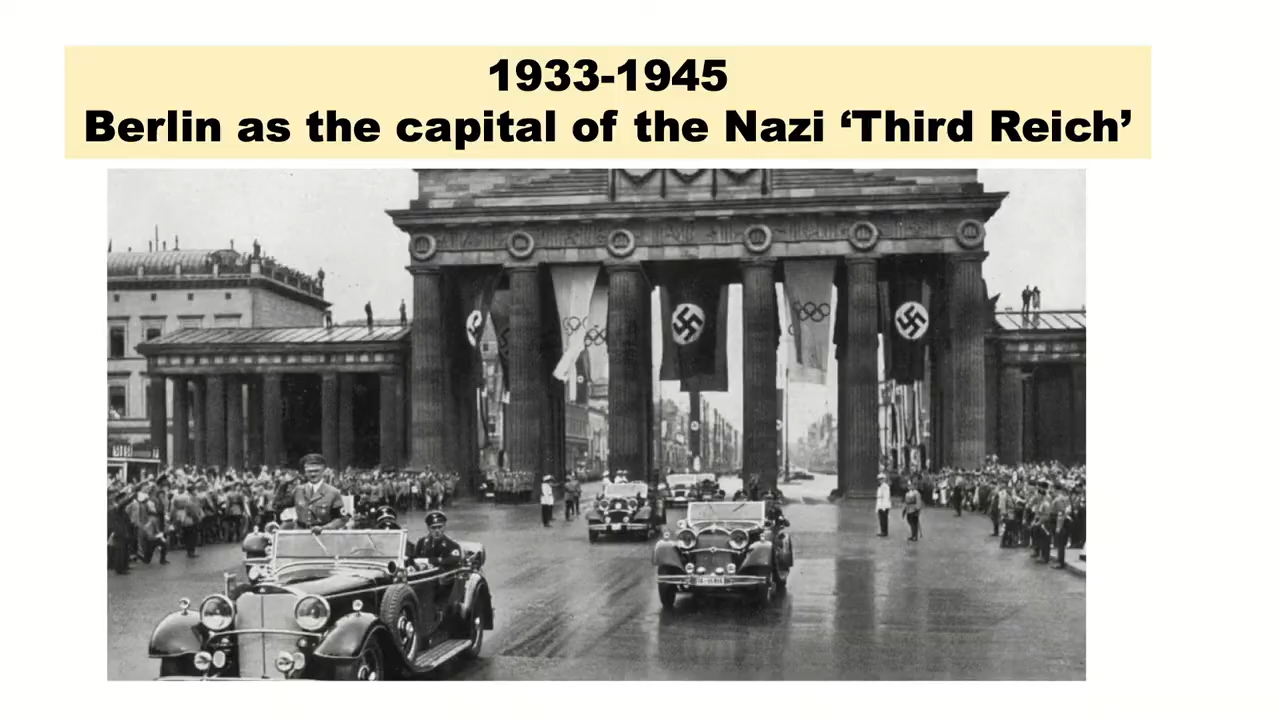 1933-1945
Berlin as the capital of the Nazi ‘Third Reich’